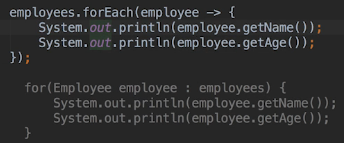 employees.forEach(employee -> {
    System.out.println(employee.getName());
    System.out.println(employee.getAge());
});
for(Employee employee : employees) {
    System.out.println(employee.getName());
    System.out.println(employee.getAge());
}